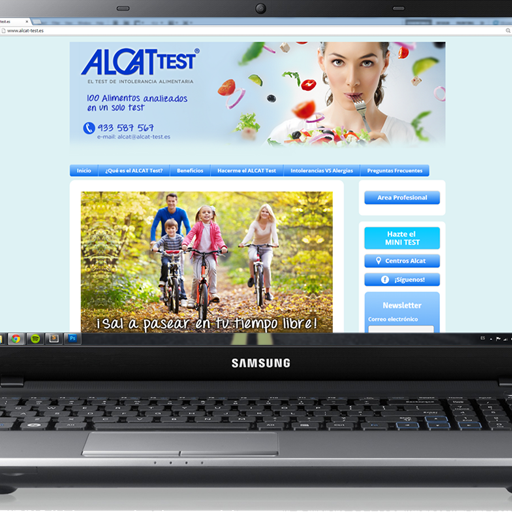 www.alcat-test.es
ALCAT TEST®
EL TEST DE INTOLERANCIA ALIMENTARIA
100 Alimentos analizados
en un solo test
933 587 569
e-mail: alcat@alcat-test.es
Inicio
¿Qué es el ALCAT Test?
Beneficios
Hacerme el ALCAT Test
Intolerancias VS Alergias
Preguntas Frecuentes
Area Profesional
Hazte el
MINI TEST
Centros Alcat
¡Síguenos!
Newsletter
Correo electrónico
¡Sal a pasear en tu tiempo libre!
ES
SAMSUNG